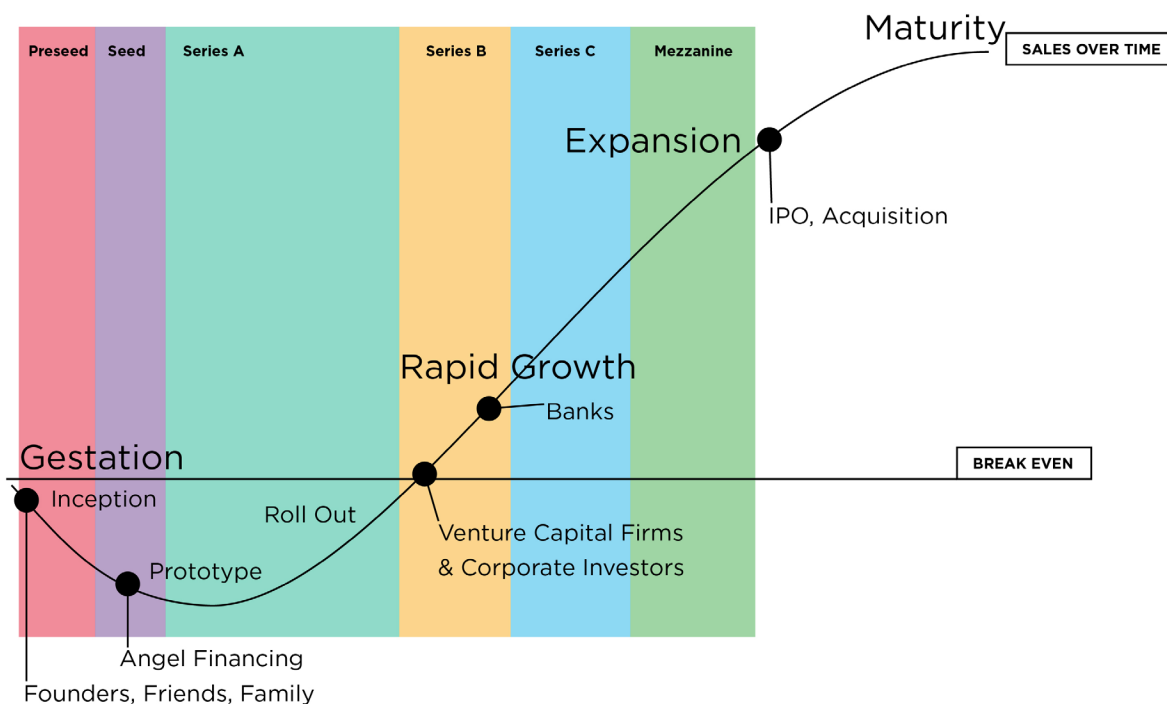 Preseed
Seed
Series A
Series B
Series C
Mezzanine
Maturity
SALES OVER TIME
Expansion
IPO, Acquisition
Rapid Growth
Banks
Gestation
BREAK EVEN
Inception
Roll Out
Venture Capital Firms
& Corporate Investors
Prototype
Angel Financing
Founders, Friends, Family